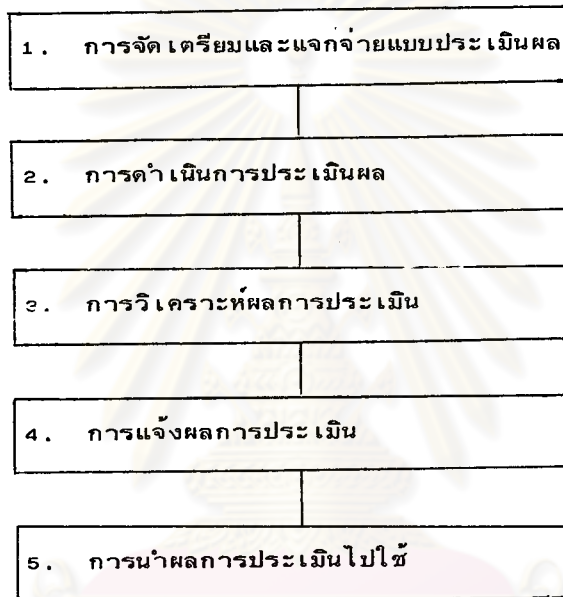 1. การจัดเตรียมและแจกจ่ายแบบประเมินผล
2. การดำเนินการประเมินผล
3. การวิเคราะห์ผลการประเมิน
4. การแจ้งผลการประเมิน
5. การนำผลการประเมินไปใช้